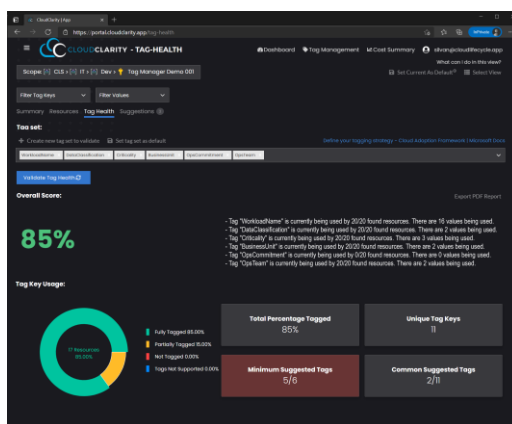 CloudClarity | App
https://portal.cloudclarity.app/tag-health
CLOUDCLARITY - TAG-HEALTH
Dashboard
Tag Management
Cost Summary
silvan@cloudlifecycle.app
What can I do in this view?
Scope: CLS > IT > Dev > Tag Manager Demo 001
Set Current As Default
Select View
Filter Tag Keys
Filter Values
Summary Resources Tag Health Suggestions
Tag set:
Create new tag set to validate
Set tag set as default
Define your tagging strategy - Cloud Adoption Framework | Microsoft Docs
WorkloadName DataClassification Criticality BusinessUnit OpsCommitment OpsTeam
Validate Tag Health
Overall Score:
Export PDF Report
85%
- Tag "WorkloadName" is currently being used by 20/20 found resources. There are 16 values being used.
- Tag "DataClassification" is currently being used by 20/20 found resources. There are 2 values being used.
- Tag "Criticality" is currently being used by 20/20 found resources. There are 3 values being used.
- Tag "BusinessUnit" is currently being used by 20/20 found resources. There are 2 values being used.
- Tag "OpsCommitment" is currently being used by 0/20 found resources. There are 0 values being used.
- Tag "OpsTeam" is currently being used by 20/20 found resources. There are 2 values being used.
Tag Key Usage:
17 Resources
85.00%
Fully Tagged 85.00%
Partially Tagged 15.00%
Not Tagged 0.00%
Tags Not Supported 0.00%
Total Percentage Tagged
85%
Unique Tag Keys
11
Minimum Suggested Tags
5/6
Common Suggested Tags
2/11